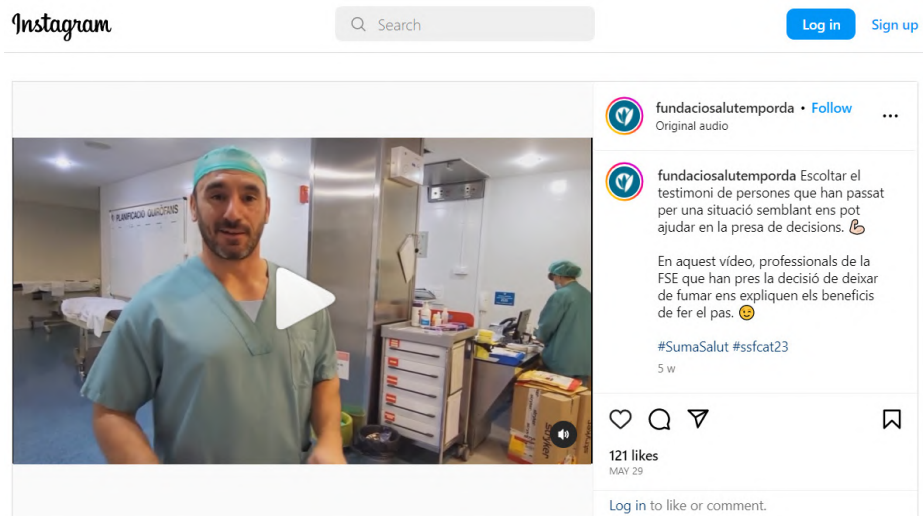 Instagram
Search
Log in
Sign up
PLANIFICACIÓ QUIRÒFANS
stryker
fundaciosalutemporda • Follow
Original audio
fundaciosalutemporda Escoltar el
testimoni de persones que han passat
per una situació semblant ens pot
ajudar en la presa de decisions. 💪🏻
En aquest vídeo, professionals de la
FSE que han pres la decisió de deixar
de fumar ens expliquen els beneficis
de fer el pas. 😉
#SumaSalut #ssfcat23
5 w
121 likes
MAY 29
Log in to like or comment.